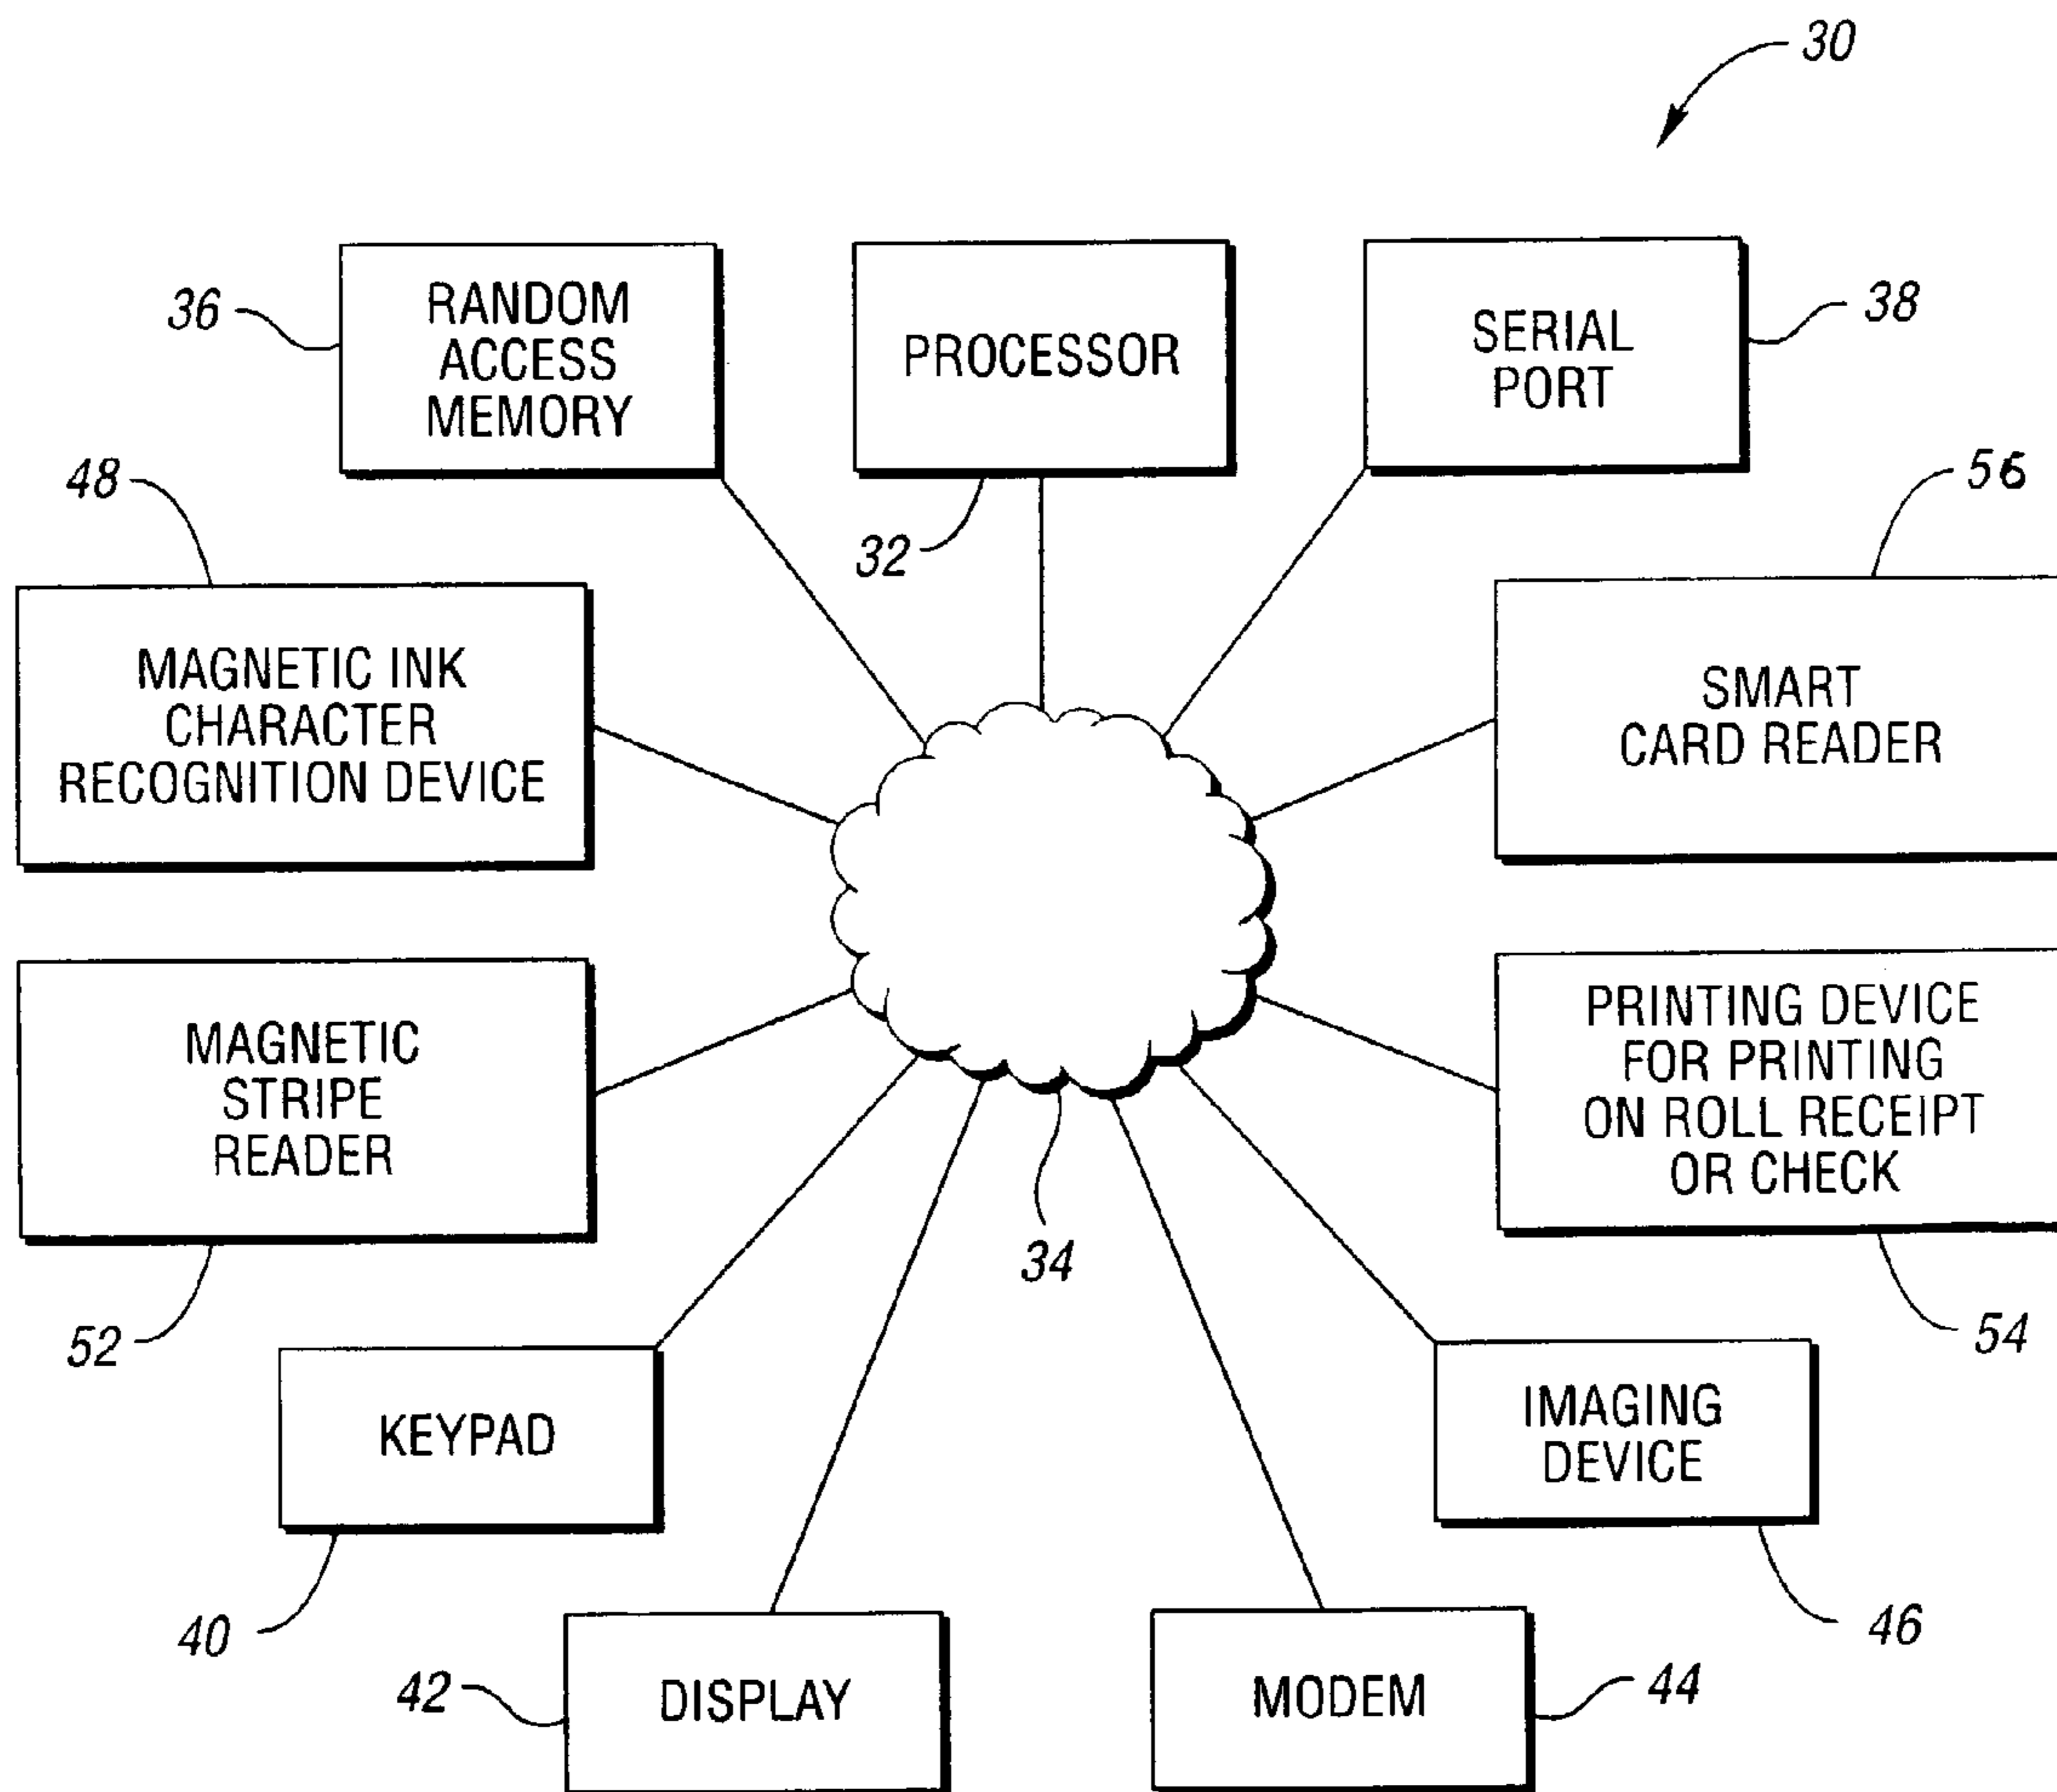 30
36
RANDOM
ACCESS
MEMORY
PROCESSOR
SERIAL
PORT
38
48
32
56
MAGNETIC INK
CHARACTER
RECOGNITION DEVICE
SMART
CARD READER
MAGNETIC
STRIPE
READER
PRINTING DEVICE
FOR PRINTING
ON ROLL RECEIPT
OR CHECK
34
52
54
KEYPAD
IMAGING
DEVICE
40
46
42
DISPLAY
MODEM
44